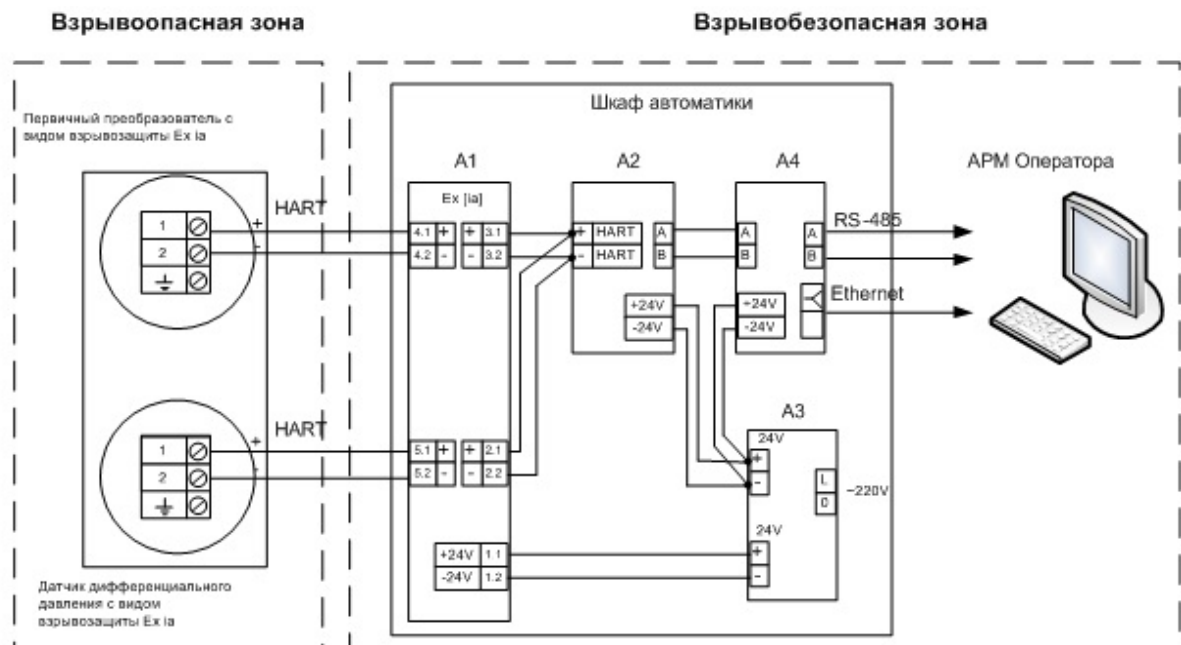 Взрывоопасная зона
Взрывобезопасная зона
Первичный преобразователь с
видом взрывозащиты Ex ia
Шкаф автоматики
A1
A2
A4
АРМ Оператора
Ex [ia]
1
2
+
-
HART
4.1 + + 3.1
4.2 - - 3.2
+ HART A
- HART B
A
B
A
B
RS-485
Ethernet
+24V
-24V
+24V
-24V
A3
1
2
+
-
HART
5.1 + + 2.1
5.2 - - 2.2
24V
+
-
L
0
~220V
24V
+
-
+24V 1.1
-24V 1.2
Датчик дифференциального
давления с видом
взрывозащиты Ex ia